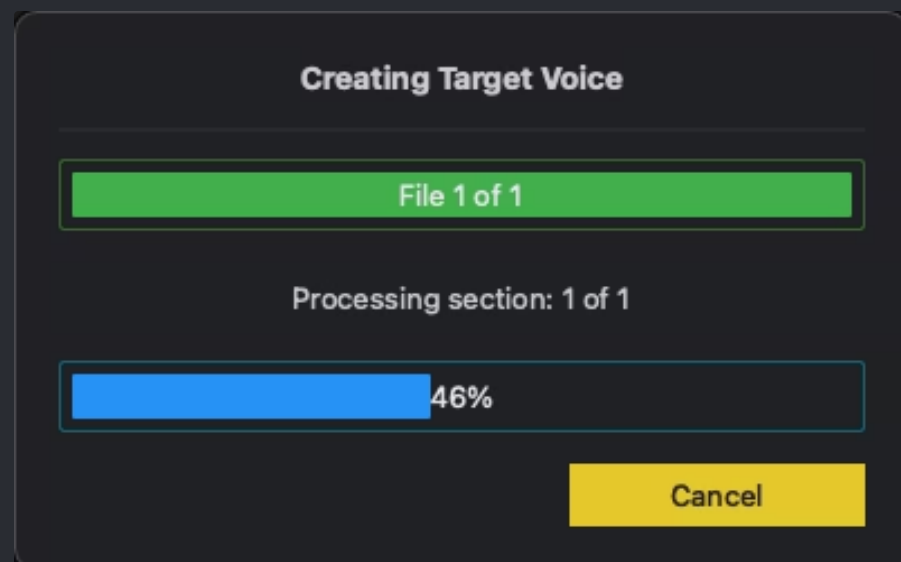 Creating Target Voice
File 1 of 1
Processing section: 1 of 1
46%
Cancel